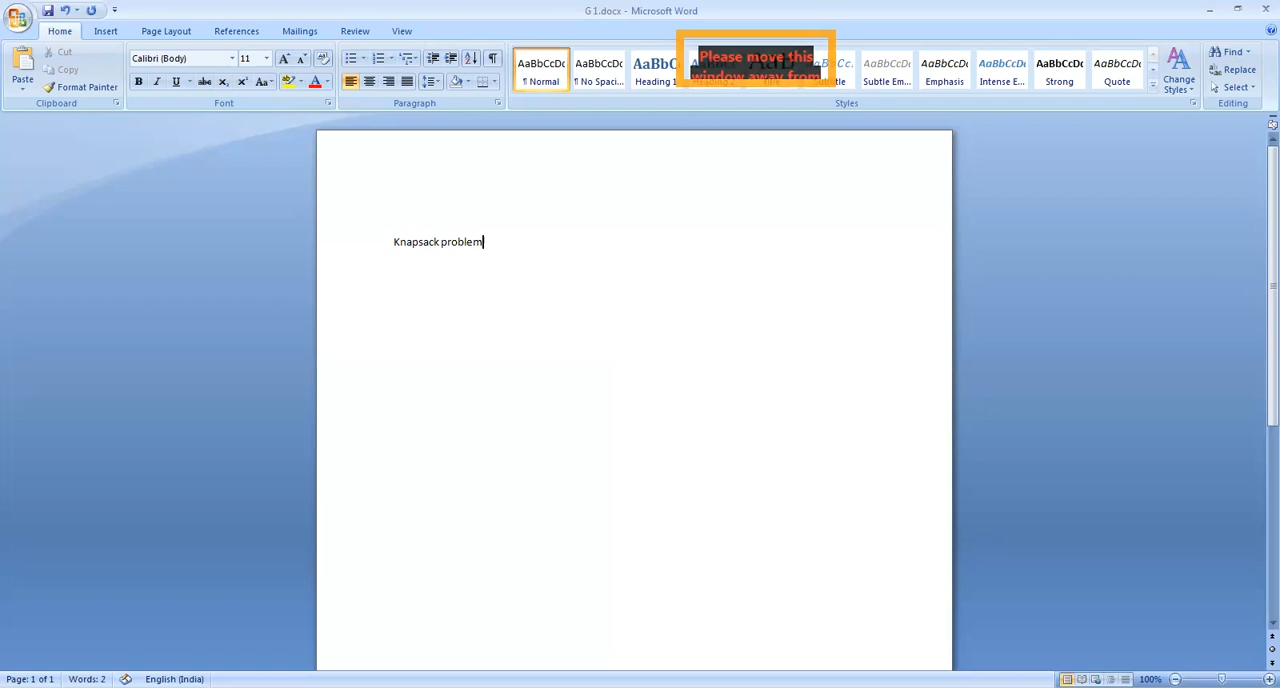 G1.docx - Microsoft Word
Home Insert Page Layout References Mailings Review View
Paste
Cut
Copy
Format Painter
Clipboard
Calibri (Body) 11
Font
Paragraph
AaBbCcDc AaBbCcDc AaBbC AaBbCcDc AaBbCcDc AaBbCcDc AaBbCcDc AaBbCcDc
¶ Normal ¶ No Spaci... Heading 1 Subtle Em... Emphasis Intense E... Strong Quote
Please move this
window away from
Change
Styles
Styles
Find
Replace
Select
Editing
Knapsack problem
Page: 1 of 1 Words: 2 English (India) 100%